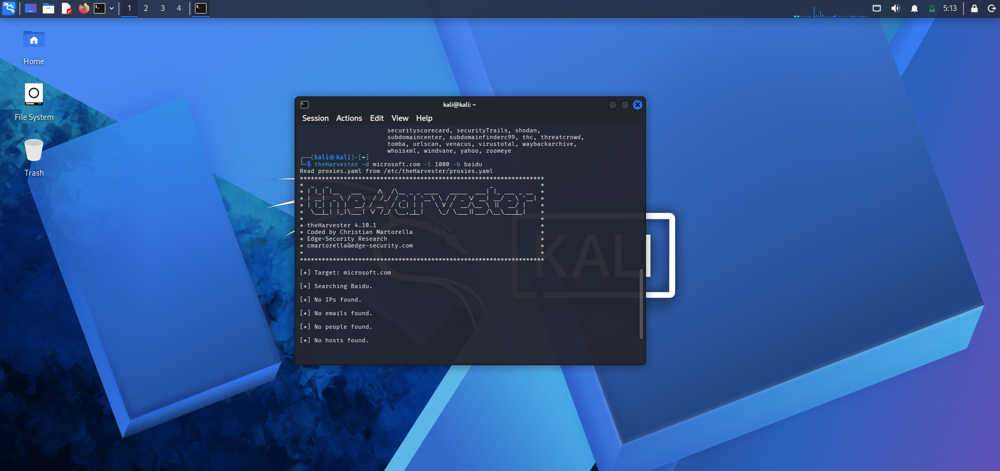 1 2 3 4
5:13
Home
File System
Trash
kali@kali: ~
Session Actions Edit View Help
securityscorecard, securityTrails, shodan,
subdomaincenter, subdomainfinderc99, thc, threatcrowd,
tomba, urlscan, venacus, virustotal, waybackarchive,
whoisxml, windvane, yahoo, zoomeye
┌──(kali㉿kali)-[~]
└─$ theHarvester -d microsoft.com -l 1000 -b baidu
Read proxies.yaml from /etc/theHarvester/proxies.yaml
*******************************************************************
theHarvester
*
* theHarvester 4.10.1 *
* Coded by Christian Martorella *
* Edge-Security Research *
* cmartorella@edge-security.com *
* *
*******************************************************************
[*] Target: microsoft.com
[*] Searching Baidu.
[*] No IPs found.
[*] No emails found.
[*] No people found.
[*] No hosts found.
KALI